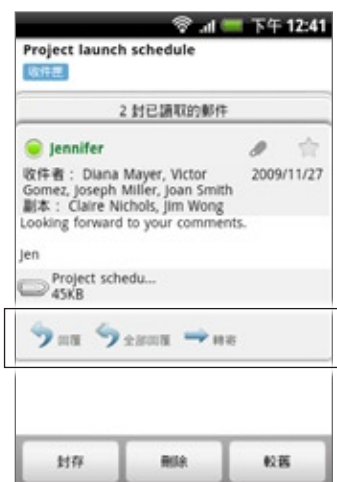 下午 12:41
Project launch schedule
收件匣
2 封已讀取的郵件
Jennifer
收件者： Diana 2009/11/27
Mayer, Victor
Gomez, Joseph Miller, Joan Smith
副本： Claire Nichols, Jim Wong
Looking forward to your comments.
Jen
Project schedu...
45KB
回覆 全部回覆 轉寄
封存 刪除 較舊